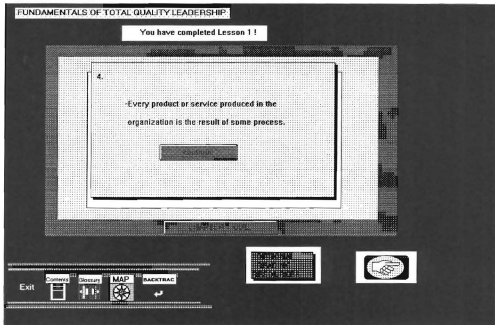 FUNDAMENTALS OF TOTAL QUALITY LEADERSHIP
You have completed Lesson 1 !
4.
-Every product or service produced in the
organization is the result of some process.
Exit
Contents
Glossary
MAP
BACKTRAC